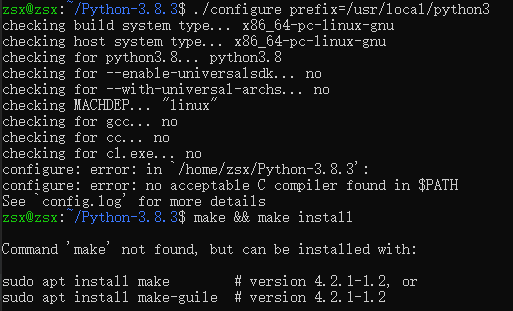 zsx@zsx:~/Python-3.8.3$ ./configure prefix=/usr/local/python3
checking build system type... x86_64-pc-linux-gnu
checking host system type... x86_64-pc-linux-gnu
checking for python3.8... python3.8
checking for --enable-universalsdk... no
checking for --with-universal-archs... no
checking MACHDEP... "linux"
checking for gcc... no
checking for cc... no
checking for cl.exe... no
configure: error: in `/home/zsx/Python-3.8.3':
configure: error: no acceptable C compiler found in $PATH
See `config.log' for more details
zsx@zsx:~/Python-3.8.3$ make && make install
Command 'make' not found, but can be installed with:
sudo apt install make        # version 4.2.1-1.2, or
sudo apt install make-guile  # version 4.2.1-1.2